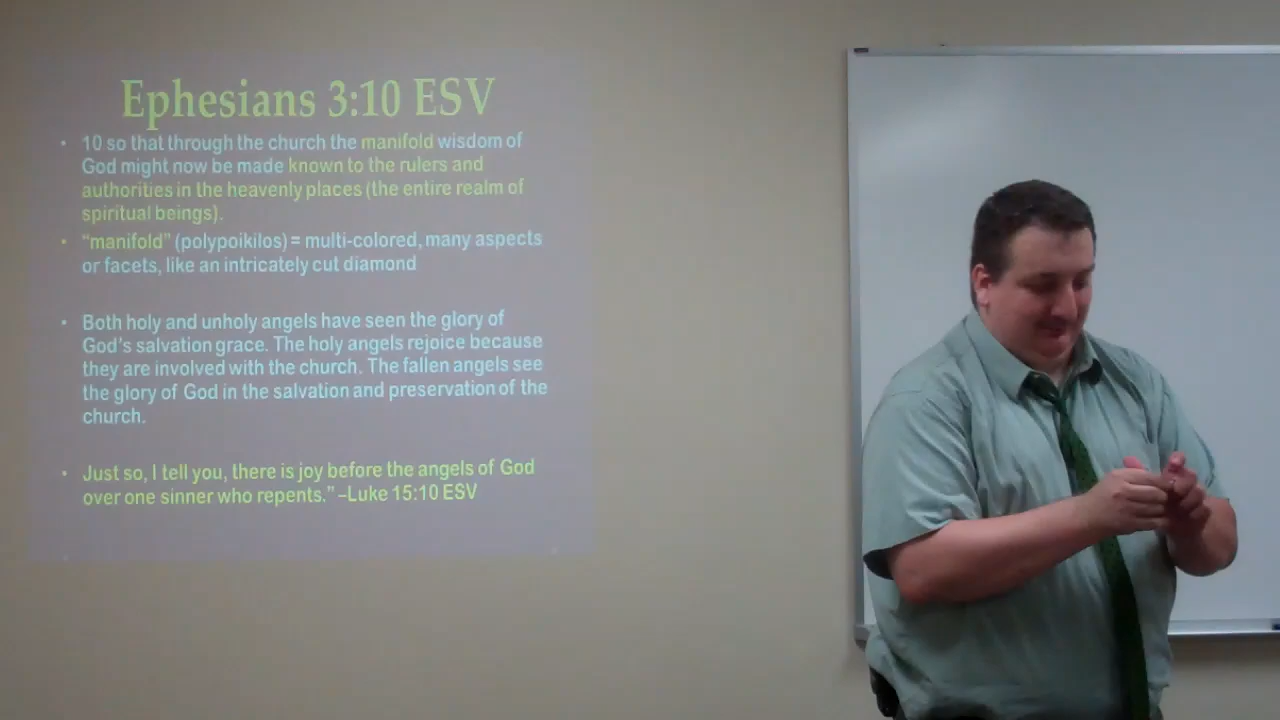 Ephesians 3:10 ESV
• 10 so that through the church the manifold wisdom of
God might now be made known to the rulers and
authorities in the heavenly places (the entire realm of
spiritual beings).
• “manifold” (polypoikilos) = multi-colored, many aspects
or facets, like an intricately cut diamond
• Both holy and unholy angels have seen the glory of
God's salvation grace. The holy angels rejoice because
they are involved with the church. The fallen angels see
the glory of God in the salvation and preservation of the
church.
• Just so, I tell you, there is joy before the angels of God
over one sinner who repents.” –Luke 15:10 ESV